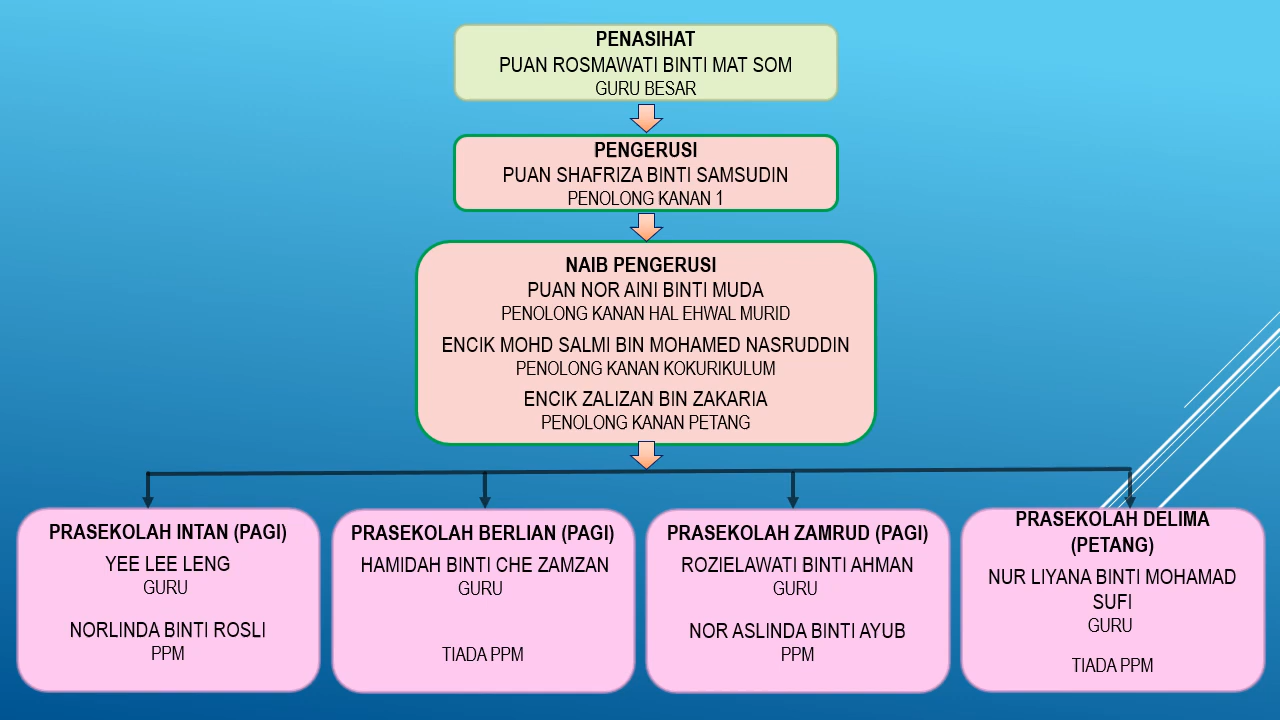 PENASIHAT
PUAN ROSMAWATI BINTI MAT SOM
GURU BESAR
PENGERUSI
PUAN SHAFRIZA BINTI SAMSUDIN
PENOLONG KANAN 1
NAIB PENGERUSI
PUAN NOR AINI BINTI MUDA
PENOLONG KANAN HAL EHWAL MURID
ENCIK MOHD SALMI BIN MOHAMED NASRUDDIN
PENOLONG KANAN KOKURIKULUM
ENCIK ZALIZAN BIN ZAKARIA
PENOLONG KANAN PETANG
PRASEKOLAH INTAN (PAGI)
YEE LEE LENG
GURU
NORLINDA BINTI ROSLI
PPM
PRASEKOLAH BERLIAN (PAGI)
HAMIDAH BINTI CHE ZAMZAN
GURU
TIADA PPM
PRASEKOLAH ZAMRUD (PAGI)
ROZIELAWATI BINTI AHMAN
GURU
NOR ASLINDA BINTI AYUB
PPM
PRASEKOLAH DELIMA
(PETANG)
NUR LIYANA BINTI MOHAMAD
SUFI
GURU
TIADA PPM